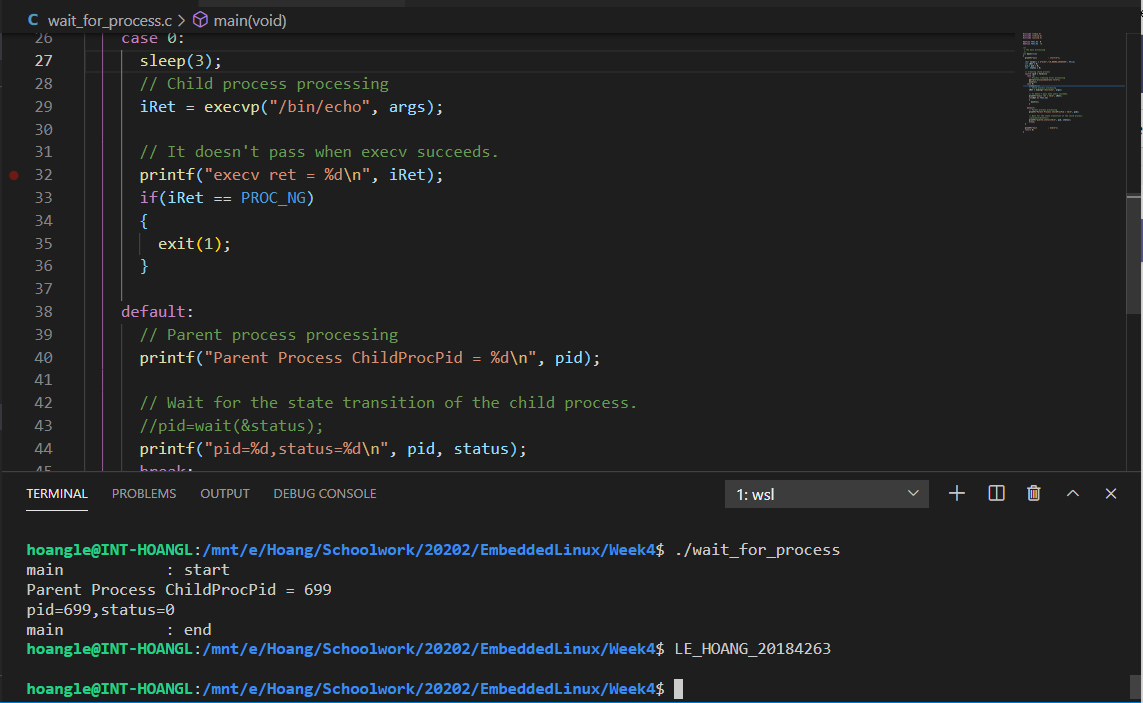 C wait_for_process.c > main(void)
26 case 0:
27 sleep(3);
28 // Child process processing
29 iRet = execvp("/bin/echo", args);
30
31 // It doesn't pass when execv succeeds.
32 printf("execv ret = %d\n", iRet);
33 if(iRet == PROC_NG)
34 {
35 exit(1);
36 }
37
38 default:
39 // Parent process processing
40 printf("Parent Process ChildProcPid = %d\n", pid);
41
42 // Wait for the state transition of the child process.
43 //pid=wait(&status);
44 printf("pid=%d,status=%d\n", pid, status);
45 break;
TERMINAL PROBLEMS OUTPUT DEBUG CONSOLE 1: wsl
hoangle@INT-HOANGL:/mnt/e/Hoang/Schoolwork/20202/EmbeddedLinux/Week4$ ./wait_for_process
main : start
Parent Process ChildProcPid = 699
pid=699,status=0
main : end
hoangle@INT-HOANGL:/mnt/e/Hoang/Schoolwork/20202/EmbeddedLinux/Week4$ LE_HOANG_20184263
hoangle@INT-HOANGL:/mnt/e/Hoang/Schoolwork/20202/EmbeddedLinux/Week4$